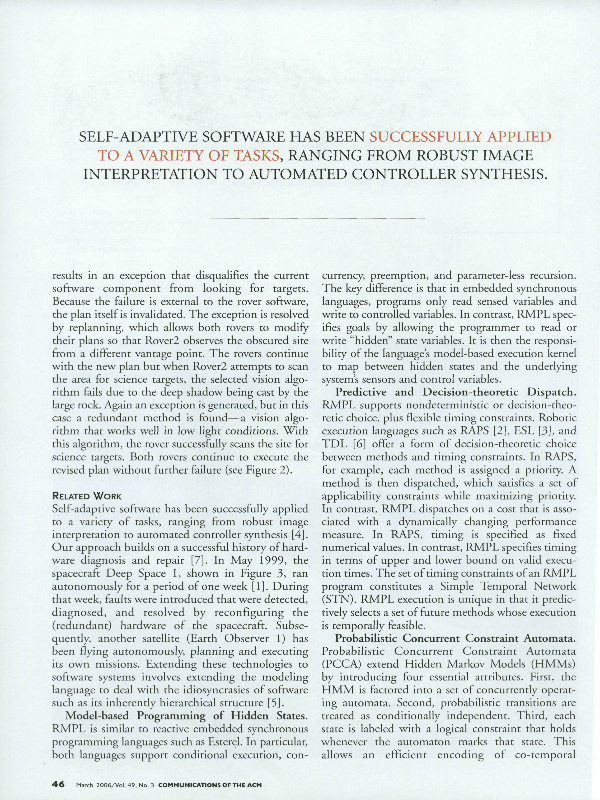 SELF-ADAPTIVE SOFTWARE HAS BEEN SUCCESSFULLY APPLIED
TO A VARIETY OF TASKS, RANGING FROM ROBUST IMAGE
INTERPRETATION TO AUTOMATED CONTROLLER SYNTHESIS.
results in an exception that disqualifies the current
software component from looking for targets.
Because the failure is external to the rover software,
the plan itself is invalidated. The exception is resolved
by replanning, which allows both rovers to modify
their plans so that Rover2 observes the obscured site
from a different vantage point. The rovers continue
with the new plan but when Rover2 attempts to scan
the area for science targets, the selected vision algo-
rithm fails due to the deep shadow being cast by the
large rock. Again an exception is generated, but in this
case a redundant method is found—a vision algo-
rithm that works well in low light conditions. With
this algorithm, the rover successfully scans the site for
science targets. Both rovers continue to execute the
revised plan without further failure (see Figure 2).
RELATED WORK
Self-adaptive software has been successfully applied
to a variety of tasks, ranging from robust image
interpretation to automated controller synthesis [4].
Our approach builds on a successful history of hard-
ware diagnosis and repair [7]. In May 1999, the
spacecraft Deep Space 1, shown in Figure 3, ran
autonomously for a period of one week [1]. During
that week, faults were introduced that were detected,
diagnosed, and resolved by reconfiguring the
(redundant) hardware of the spacecraft. Subse-
quently, another satellite (Earth Observer 1) has
been flying autonomously, planning and executing
its own missions. Extending these technologies to
software systems involves extending the modeling
language to deal with the idiosyncrasies of software
such as its inherently hierarchical structure [5].
Model-based Programming of Hidden States.
RMPL is similar to reactive embedded synchronous
programming languages such as Esterel. In particular,
both languages support conditional execution, con-
currency, preemption, and parameter-less recursion.
The key difference is that in embedded synchronous
languages, programs only read sensed variables and
write to controlled variables. In contrast, RMPL spec-
ifies goals by allowing the programmer to read or
write "hidden" state variables. It is then the responsi-
bility of the language's model-based execution kernel
to map between hidden states and the underlying
system's sensors and control variables.
Predictive and Decision-theoretic Dispatch.
RMPL supports nondeterministic or decision-theo-
retic choice, plus flexible timing constraints. Robotic
execution languages such as RAPS [2], ESL [3], and
TDL [6] offer a form of decision-theoretic choice
between methods and timing constraints. In RAPS,
for example, each method is assigned a priority. A
method is then dispatched, which satisfies a set of
applicability constraints while maximizing priority.
In contrast, RMPL dispatches on a cost that is asso-
ciated with a dynamically changing performance
measure. In RAPS, timing is specified as fixed
numerical values. In contrast, RMPL specifies timing
in terms of upper and lower bound on valid execu-
tion times. The set of timing constraints of an RMPL
program constitutes a Simple Temporal Network
(STN). RMPL execution is unique in that it predic-
tively selects a set of future methods whose execution
is temporally feasible.
Probabilistic Concurrent Constraint Automata.
Probabilistic Concurrent Constraint Automata
(PCCA) extend Hidden Markov Models (HMMs)
by introducing four essential attributes. First, the
HMM is factored into a set of concurrently operat-
ing automata. Second, probabilistic transitions are
treated as conditionally independent. Third, each
state is labeled with a logical constraint that holds
whenever the automaton marks that state. This
allows an efficient encoding of co-temporal
46 March 2006/Vol. 49, No. 3 COMMUNICATIONS OF THE ACM